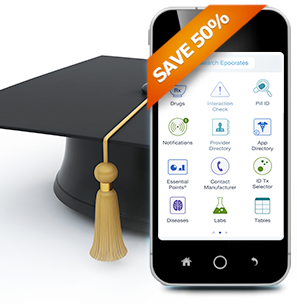 SAVE 50%
Search Epocrates
Rx
Drugs
Interaction
Check
Pill ID
Notifications
Provider
Directory
App
Directory
Essential
Points®
Contact
Manufacturer
ID Tx
Selector
Diseases
Labs
Tables